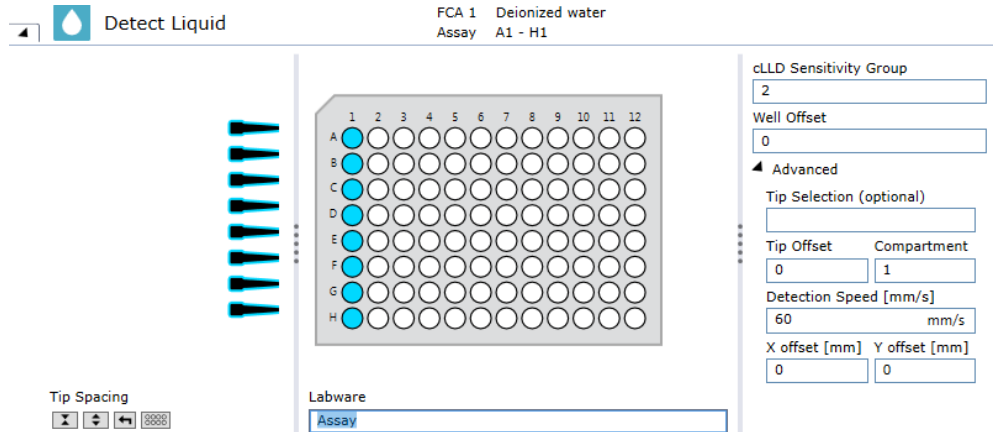 Detect Liquid
FCA 1 Deionized water
Assay A1 - H1
1 2 3 4 5 6 7 8 9 10 11 12
A
B
C
D
E
F
G
H
Tip Spacing
Labware
Assay
cLLD Sensitivity Group
2
Well Offset
0
Advanced
Tip Selection (optional)
Tip Offset Compartment
0 1
Detection Speed [mm/s]
60 mm/s
X offset [mm] Y offset [mm]
0 0